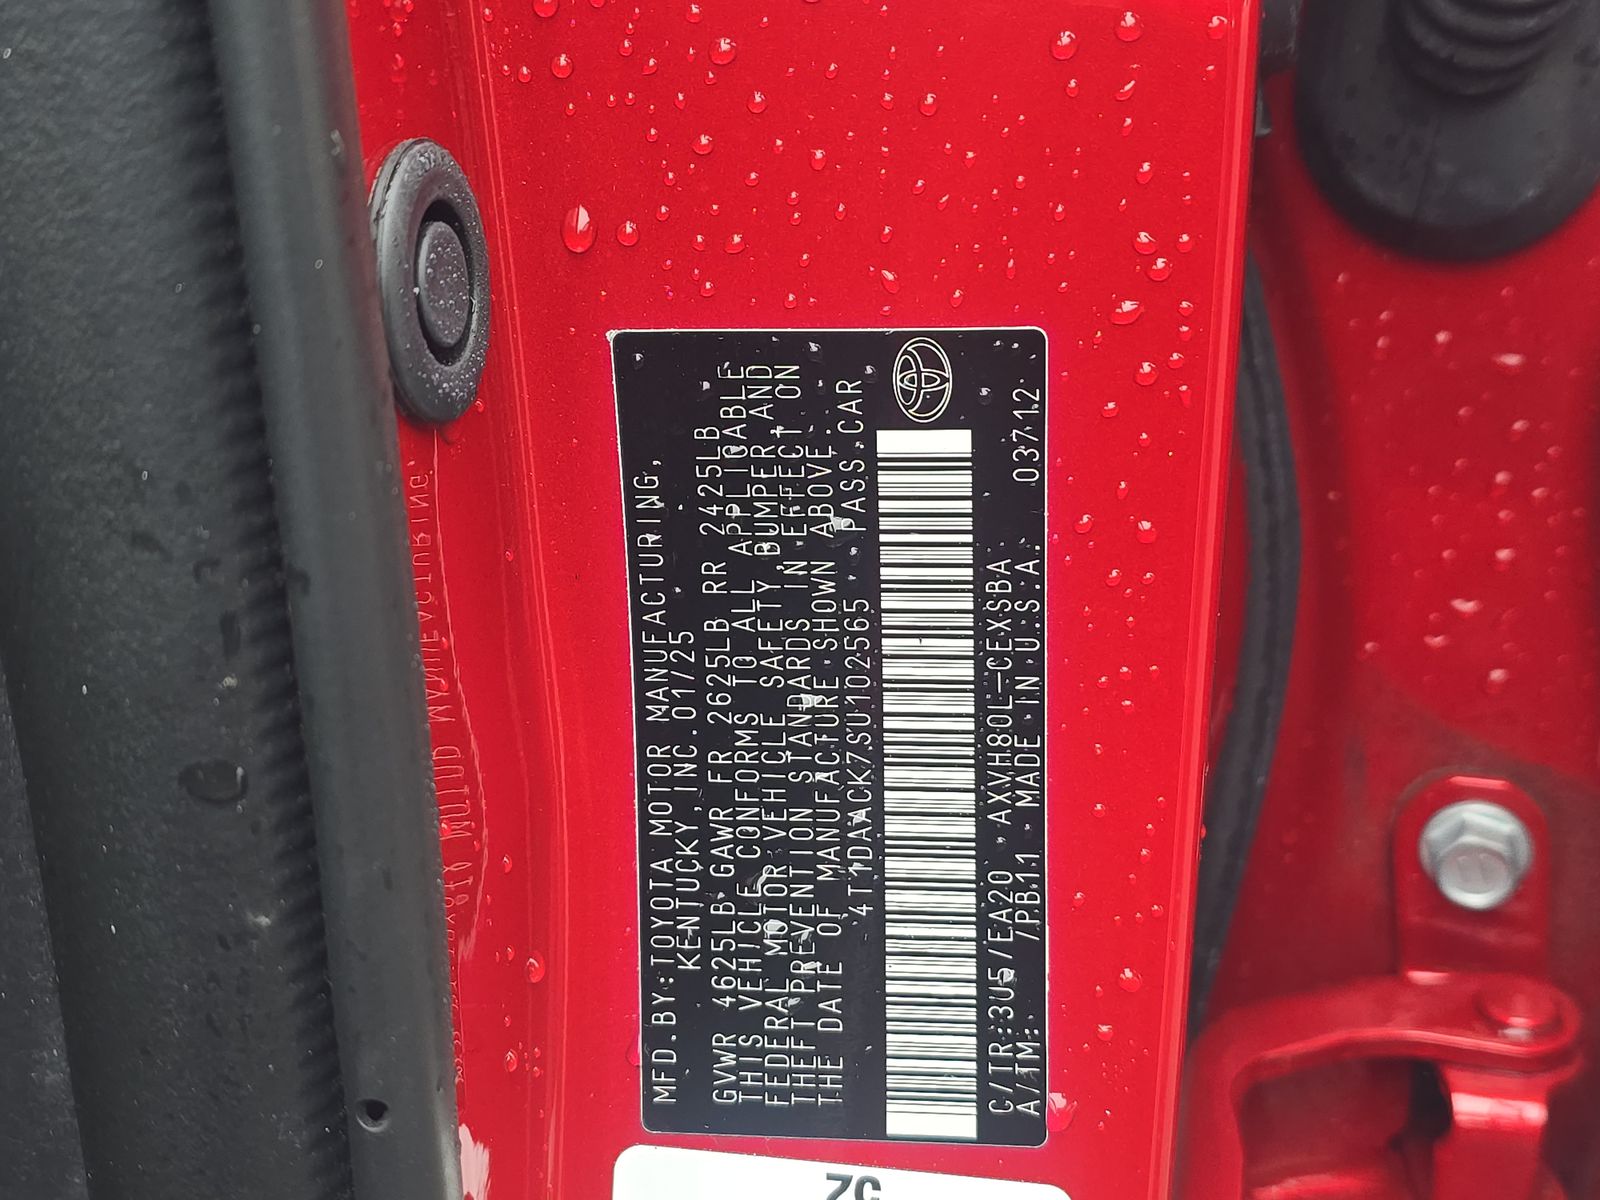 MFD.BY:TOYOTA MOTOR MANUFACTURING,
KENTUCKY,INC.01/25
GVWR 4625LB GAWR FR 2625LB RR 2425LB
THIS VEHICLE CONFORMS TO ALL APPLICABLE
FEDERAL MOTOR VEHICLE SAFETY,BUMPER,AND
THEFT PREVENTION STANDARDS IN EFFECT ON
THE DATE OF MANUFACTURE SHOWN ABOVE.
4T1DAACK7SU102565 PASS.CAR
C/TR:3U5/EA20 AXVH80L-CEXSBA
A/TM: /PB11 MADE IN U.S.A. 03712
ZG